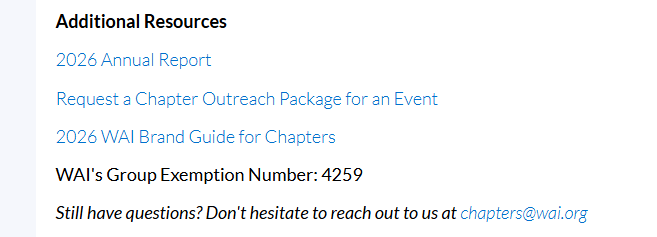 Additional Resources
2026 Annual Report
Request a Chapter Outreach Package for an Event
2026 WAI Brand Guide for Chapters
WAI's Group Exemption Number: 4259
Still have questions? Don't hesitate to reach out to us at chapters@wai.org